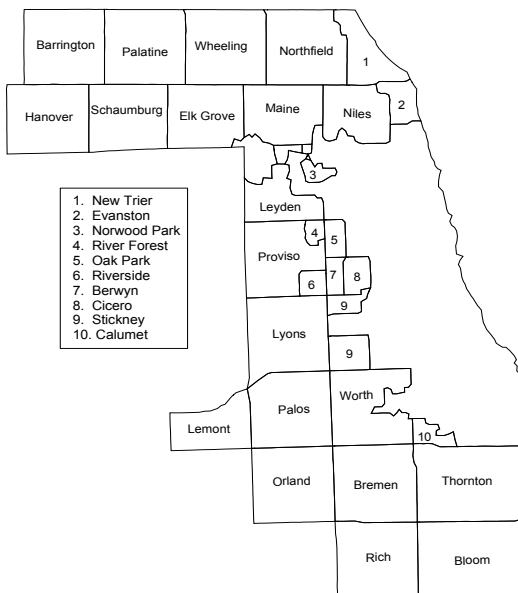 Barrington
Palatine
Wheeling
Northfield
1
Hanover
Schaumburg
Elk Grove
Maine
Niles
2
3
1. New Trier
2. Evanston
3. Norwood Park
4. River Forest
5. Oak Park
6. Riverside
7. Berwyn
8. Cicero
9. Stickney
10. Calumet
Leyden
4
5
Proviso
6
7
8
9
Lyons
9
Palos
Worth
Lemont
10
Orland
Bremen
Thornton
Rich
Bloom